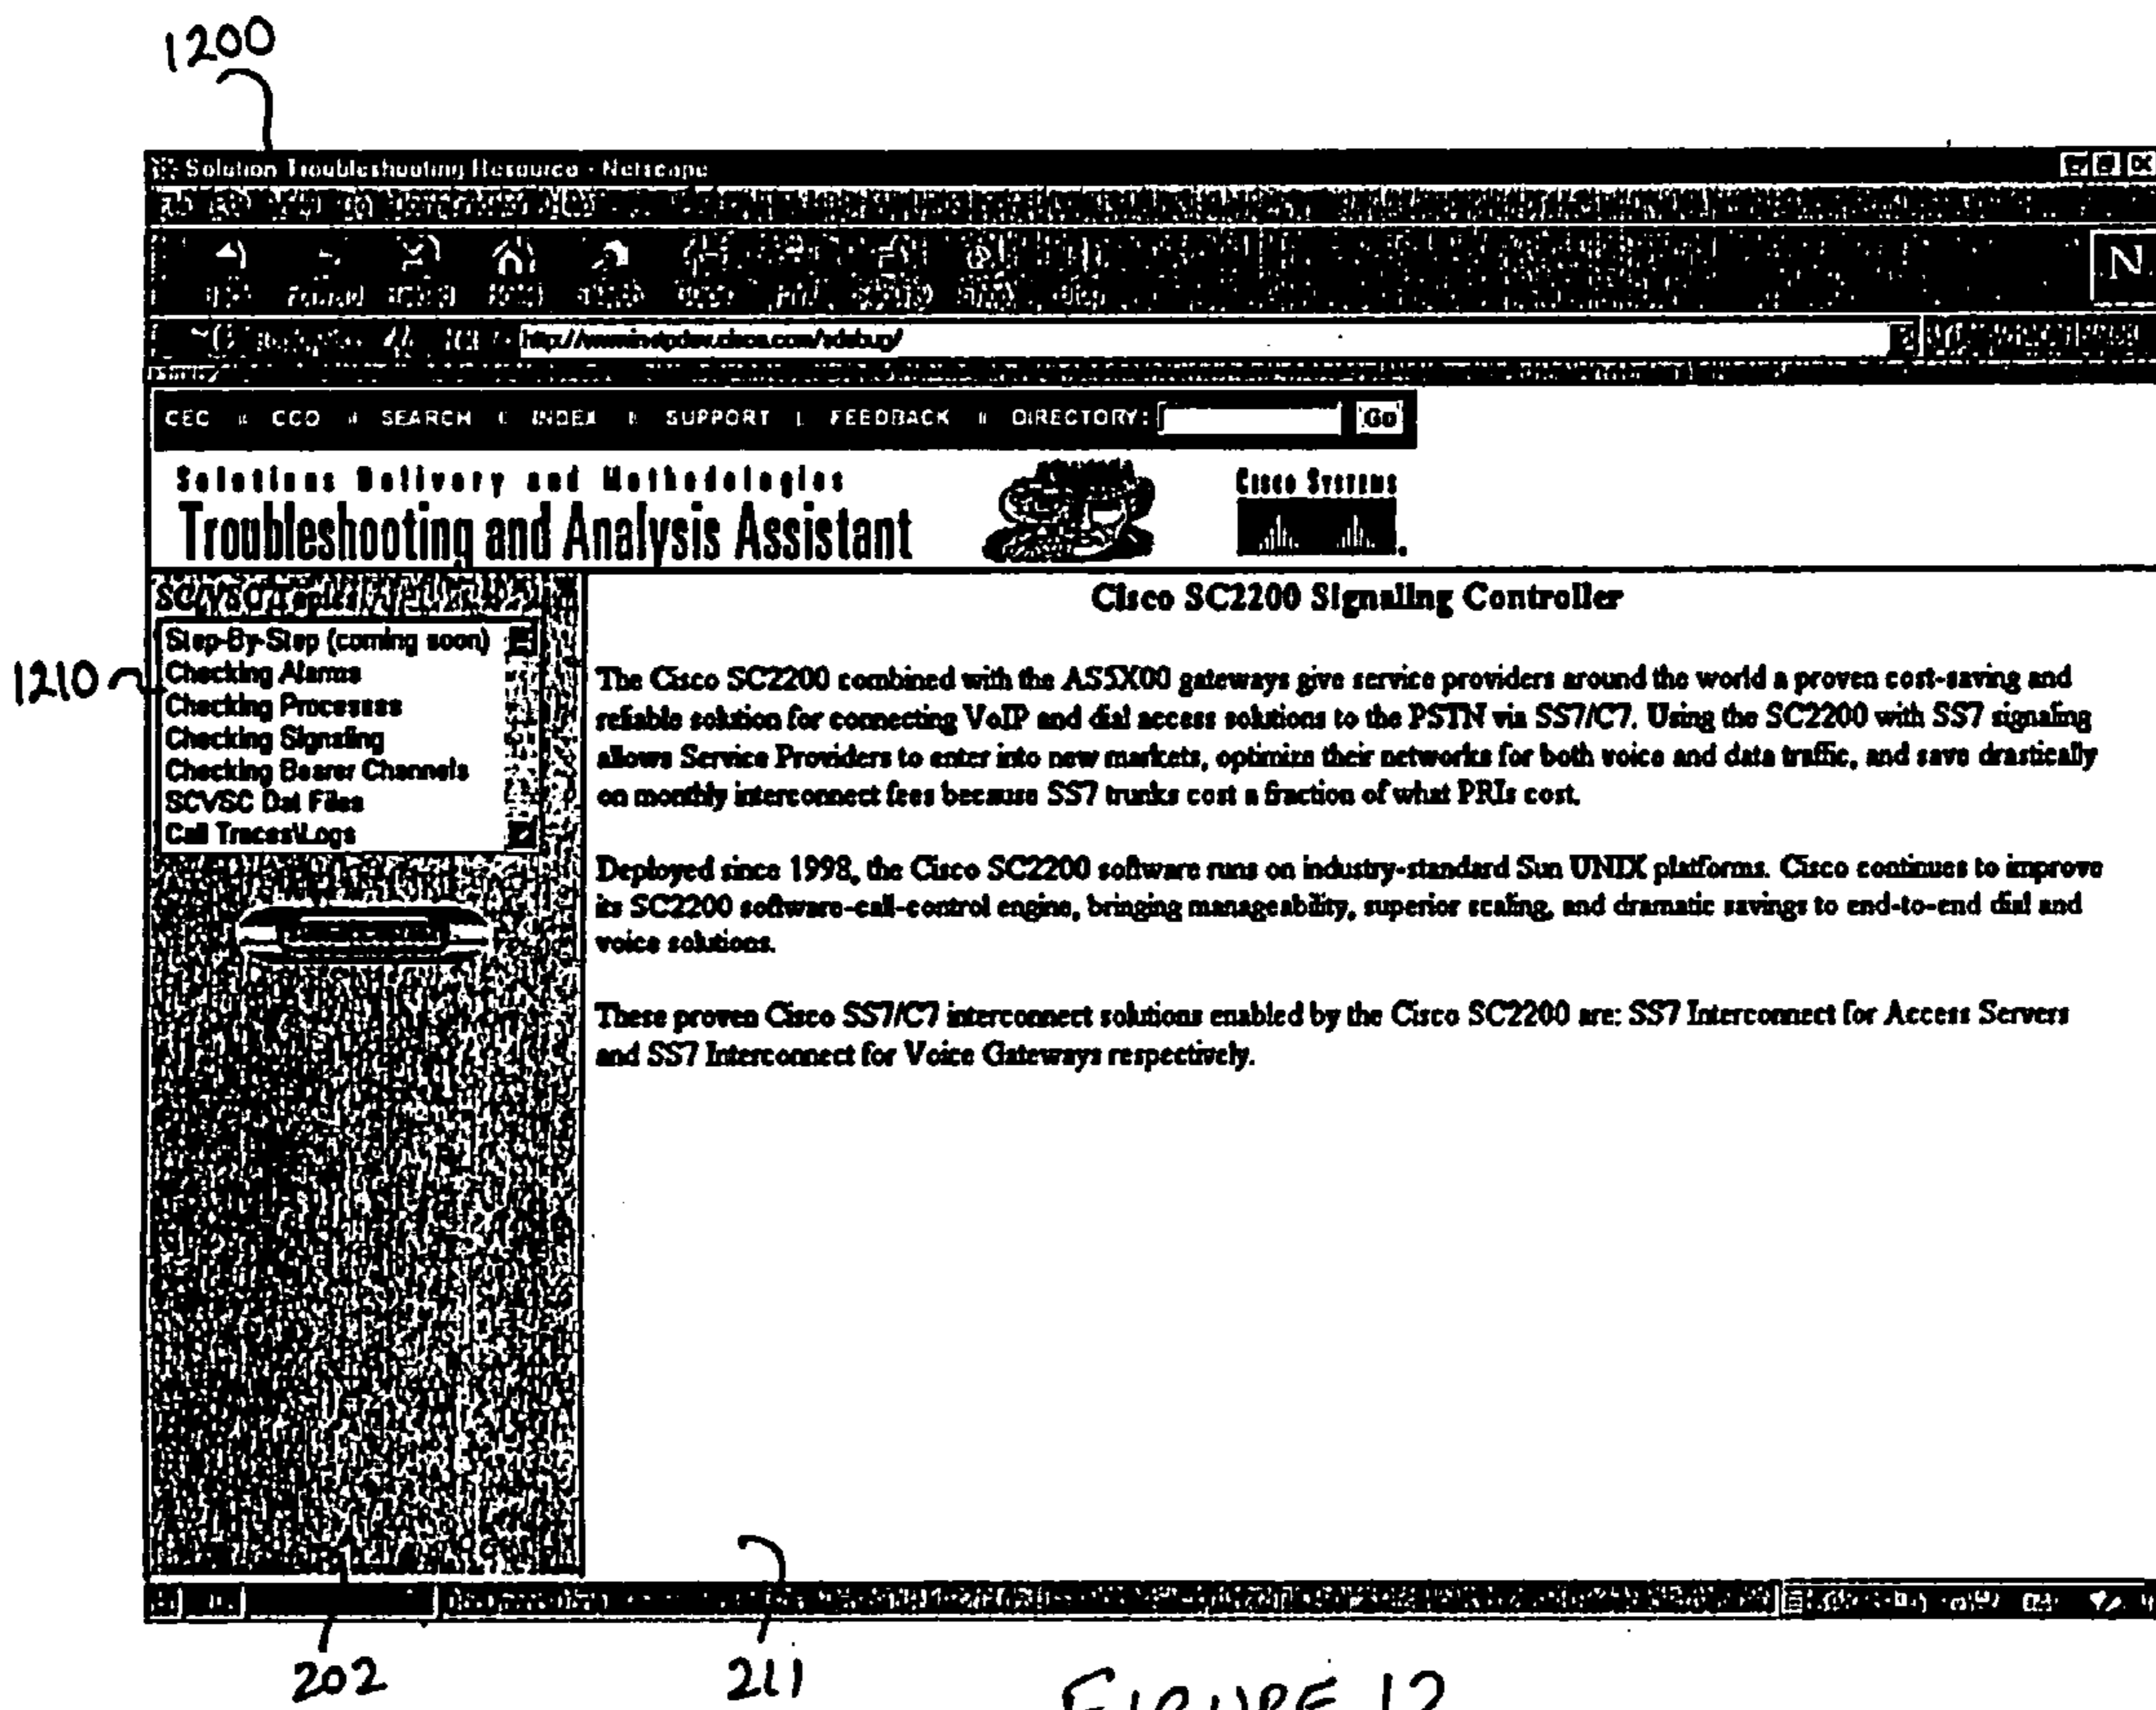 1200
Solution Troubleshooting Resource - Netscape
N
CEC CCO SEARCH INDEX SUPPORT FEEDBACK DIRECTORY: Go
Solutions Delivery and Methodologies
Troubleshooting and Analysis Assistant
Cisco Systems
SC/VSC Topics
Cisco SC2200 Signaling Controller
Step-By-Step (coming soon)
Checking Alarms
1210
Checking Processes
Checking Signaling
Checking Bearer Channels
SC\VSC Dat Files
Call Traces\Logs
The Cisco SC2200 combined with the AS5X00 gateways give service providers around the world a proven cost-saving and
reliable solution for connecting VoIP and dial access solutions to the PSTN via SS7/C7. Using the SC2200 with SS7 signaling
allows Service Providers to enter into new markets, optimize their networks for both voice and data traffic, and save drastically
on monthly interconnect fees because SS7 trunks cost a fraction of what PRIs cost.
Deployed since 1998, the Cisco SC2200 software runs on industry-standard Sun UNIX platforms. Cisco continues to improve
its SC2200 software-call-control engine, bringing manageability, superior scaling, and dramatic savings to end-to-end dial and
voice solutions.
These proven Cisco SS7/C7 interconnect solutions enabled by the Cisco SC2200 are: SS7 Interconnect for Access Servers
and SS7 Interconnect for Voice Gateways respectively.
202
211
FIGURE 12